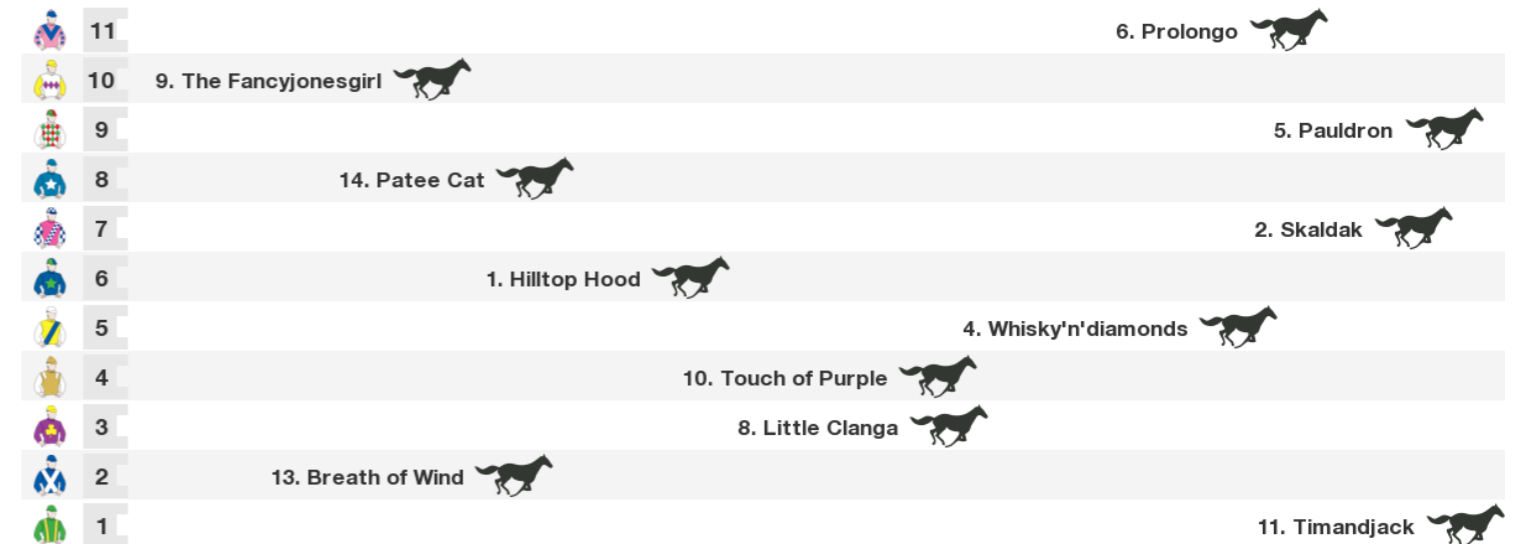 11 6. Prolongo
10 9. The Fancyjonesgirl
9 5. Pauldron
8 14. Patee Cat
7 2. Skaldak
6 1. Hilltop Hood
5 4. Whisky'n'diamonds
4 10. Touch of Purple
3 8. Little Clanga
2 13. Breath of Wind
1 11. Timandjack